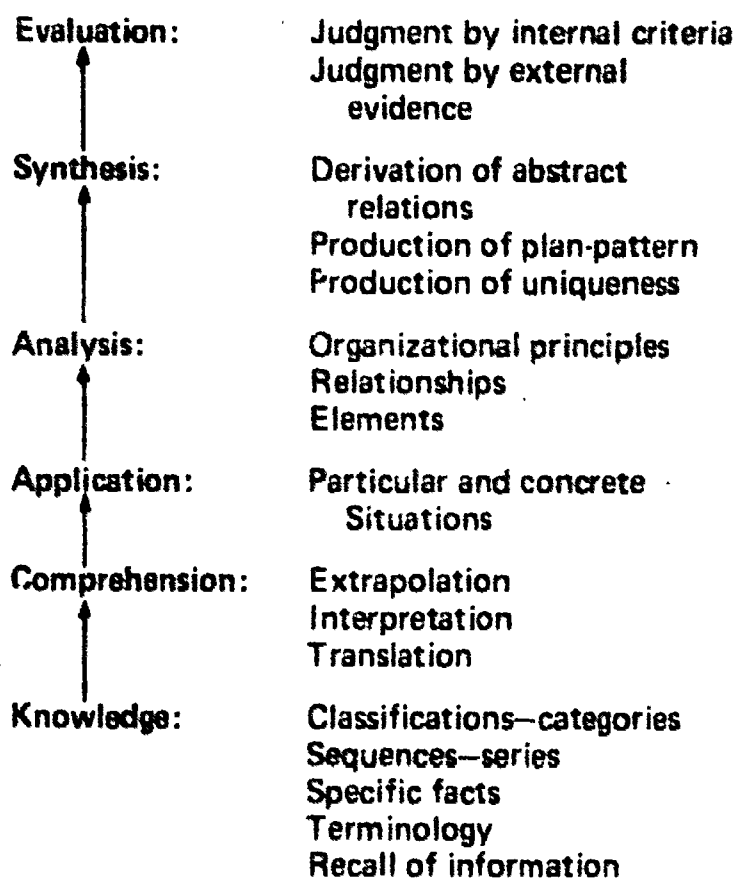 Evaluation: Judgment by internal criteria
Judgment by external
evidence
Synthesis: Derivation of abstract
relations
Production of plan-pattern
Production of uniqueness
Analysis: Organizational principles
Relationships
Elements
Application: Particular and concrete
Situations
Comprehension: Extrapolation
Interpretation
Translation
Knowledge: Classifications—categories
Sequences—series
Specific facts
Terminology
Recall of information